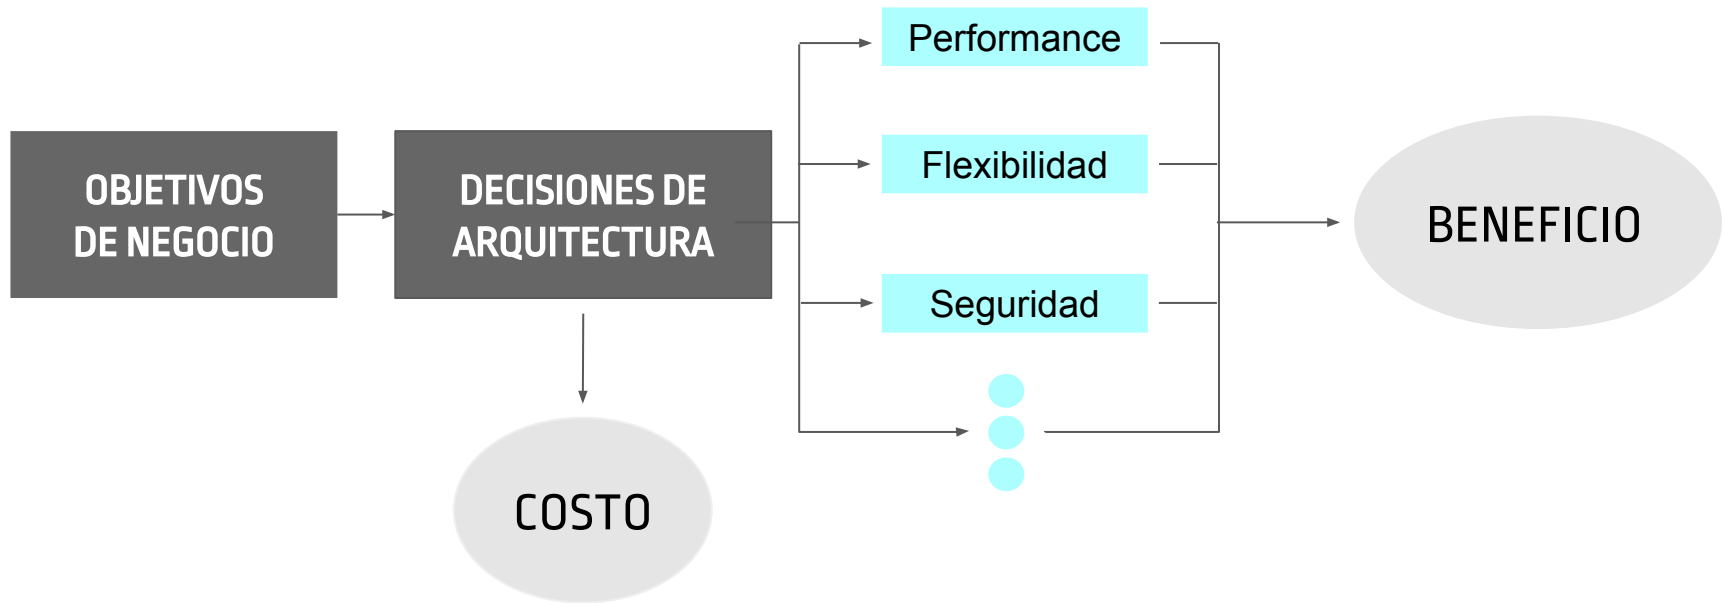 OBJETIVOS
DE NEGOCIO
DECISIONES DE
ARQUITECTURA
COSTO
Performance
Flexibilidad
Seguridad
BENEFICIO